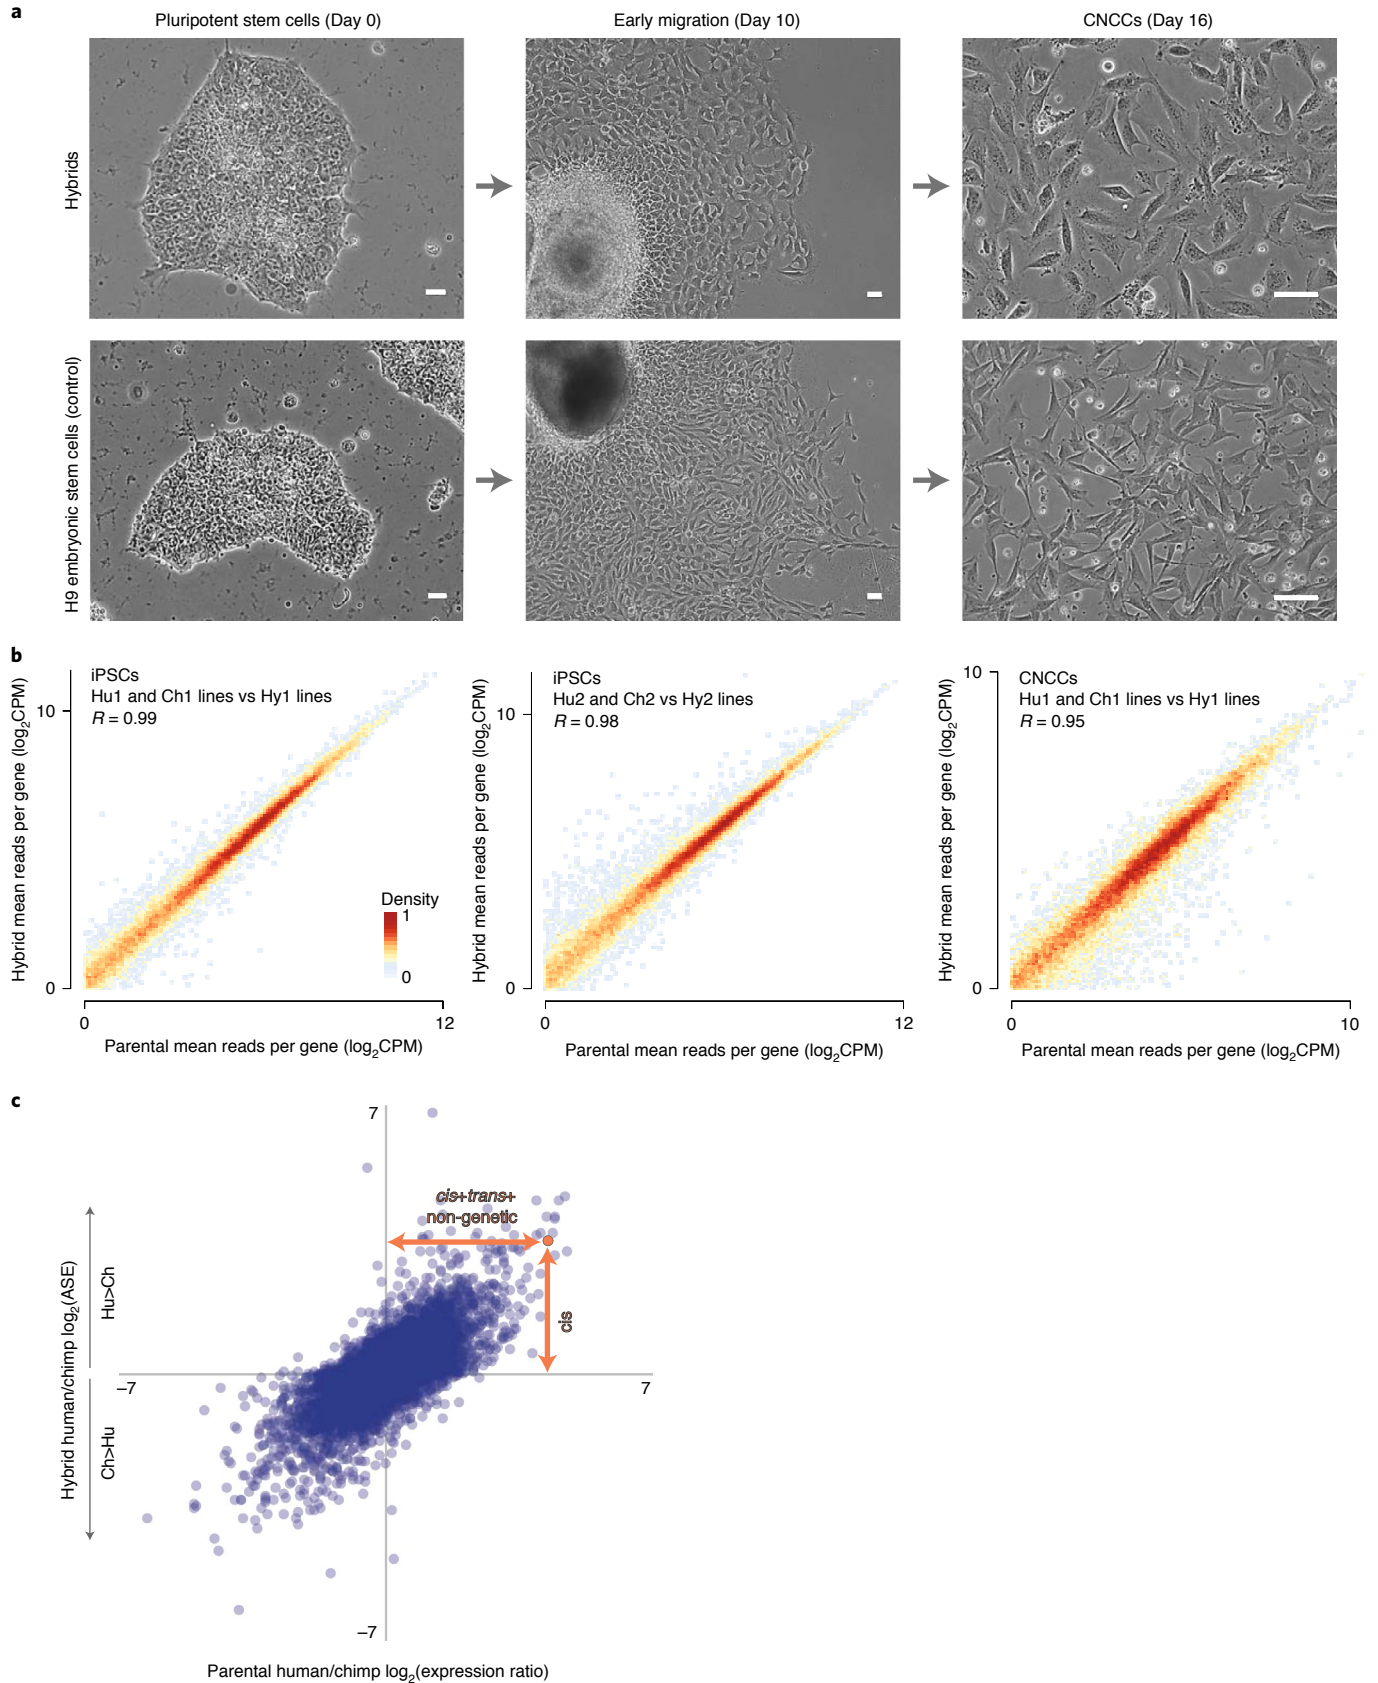 a
Pluripotent stem cells (Day 0)
Early migration (Day 10)
CNCCs (Day 16)
Hybrids
H9 embryonic stem cells (control)
b
iPSCs
Hu1 and Ch1 lines vs Hy1 lines
R = 0.99
Hybrid mean reads per gene (log2CPM)
10
0
Density
1
0
0
12
Parental mean reads per gene (log2CPM)
iPSCs
Hu2 and Ch2 vs Hy2 lines
R = 0.98
Hybrid mean reads per gene (log2CPM)
10
0
0
12
Parental mean reads per gene (log2CPM)
CNCCs
Hu1 and Ch1 lines vs Hy1 lines
R = 0.95
Hybrid mean reads per gene (log2CPM)
10
0
0
10
Parental mean reads per gene (log2CPM)
c
7
cis+trans+
non-genetic
cis
Hybrid human/chimp log2(ASE)
Hu>Ch
Ch>Hu
–7
7
–7
Parental human/chimp log2(expression ratio)